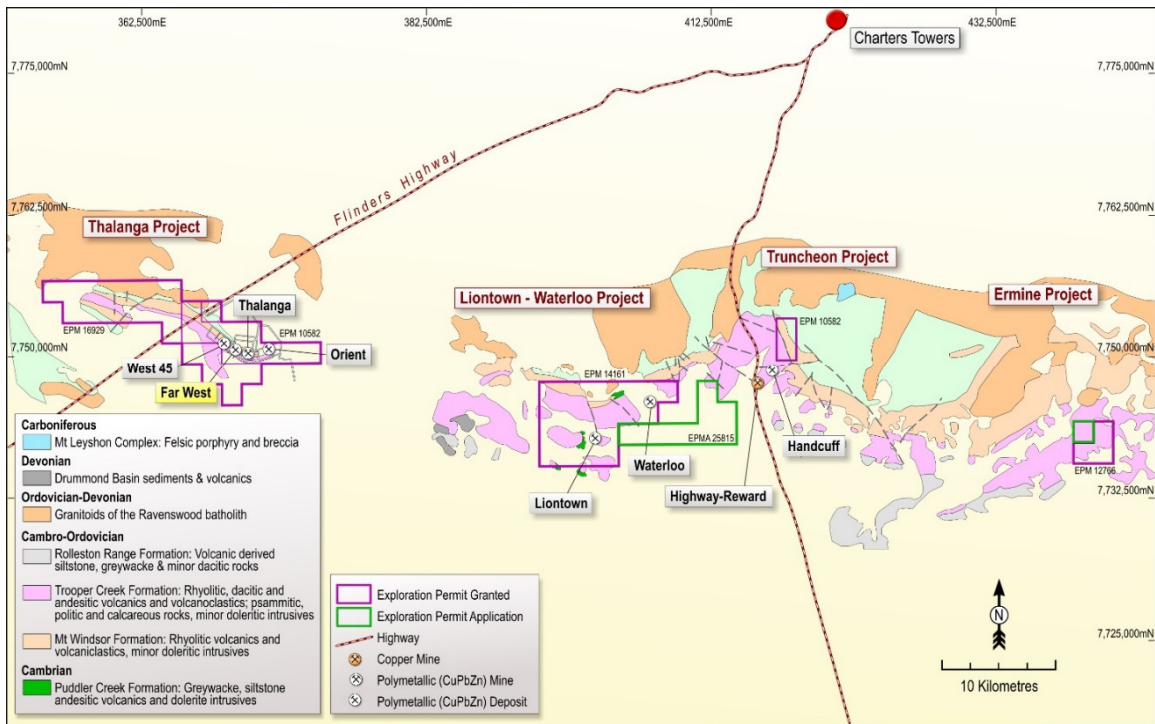 362,500mE
382,500mE
412,500mE
432,500mE
Charters Towers
7,775,000mN
7,775,000mN
Flinders Highway
7,762,500mN
7,762,500mN
Thalanga Project
Truncheon Project
Liontown - Waterloo Project
Ermine Project
Thalanga
EPM 16929
EPM 10582
EPM 10582
Orient
West 45
Far West
7,750,000mN
7,750,000mN
EPM 14161
EPMA 25815
Handcuff
Waterloo
Highway-Reward
Liontown
EPM 12766
7,732,500mN
7,725,000mN
Carboniferous
Mt Leyshon Complex: Felsic porphyry and breccia
Devonian
Drummond Basin sediments & volcanics
Ordovician-Devonian
Granitoids of the Ravenswood batholith
Cambro-Ordovician
Rolleston Range Formation: Volcanic derived
siltstone, greywacke & minor dacitic rocks
Trooper Creek Formation: Rhyolitic, dacitic and
andesitic volcanics and volcanoclastics; psammitic,
politic and calcareous rocks, minor doleritic intrusives
Mt Windsor Formation: Rhyolitic volcanics and
volcaniclastics, minor doleritic intrusives
Cambrian
Puddler Creek Formation: Greywacke, siltstone
andesitic volcanics and dolerite intrusives
Exploration Permit Granted
Exploration Permit Application
Highway
Copper Mine
Polymetallic (CuPbZn) Mine
Polymetallic (CuPbZn) Deposit
N
10 Kilometres